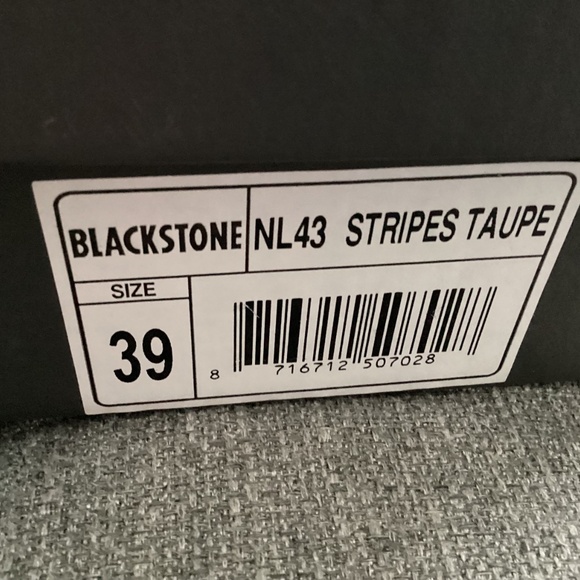 BLACKSTONE NL43 STRIPES TAUPE
SIZE
39
8 716712 507028